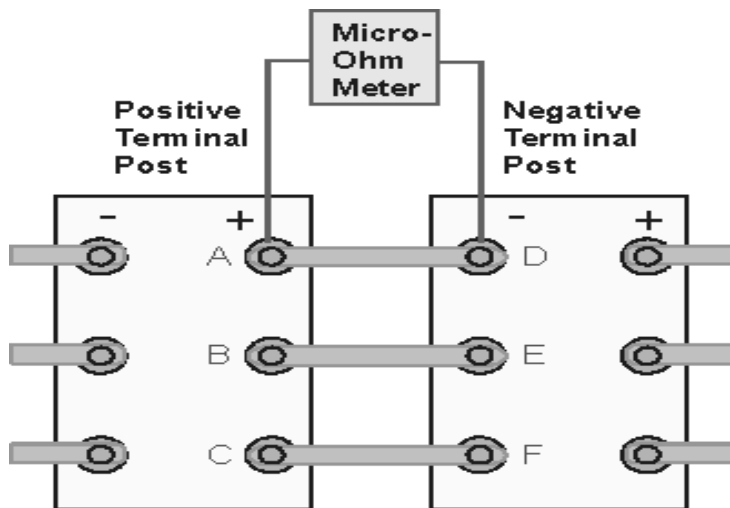 Micro-
Ohm
Meter
Positive
Terminal
Post
Negative
Terminal
Post
- + - +
A D
B E
C F